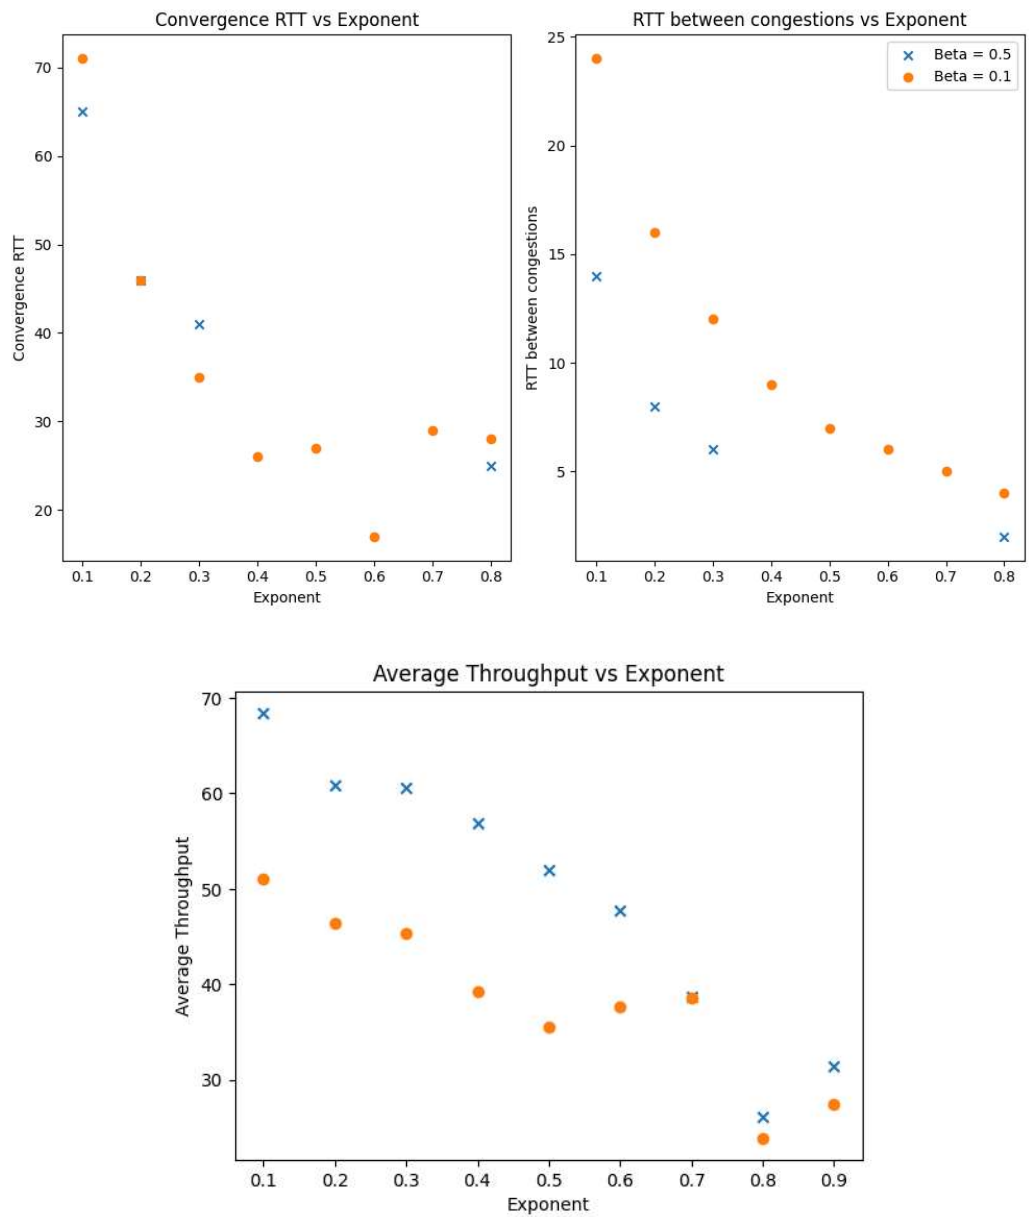 Convergence RTT vs Exponent
70
60
50
40
30
20
Convergence RTT
0.1 0.2 0.3 0.4 0.5 0.6 0.7 0.8
Exponent
RTT between congestions vs Exponent
Beta = 0.5
Beta = 0.1
25
20
15
10
5
RTT between congestions
0.1 0.2 0.3 0.4 0.5 0.6 0.7 0.8
Exponent
Average Throughput vs Exponent
70
60
50
40
30
Average Throughput
0.1 0.2 0.3 0.4 0.5 0.6 0.7 0.8 0.9
Exponent